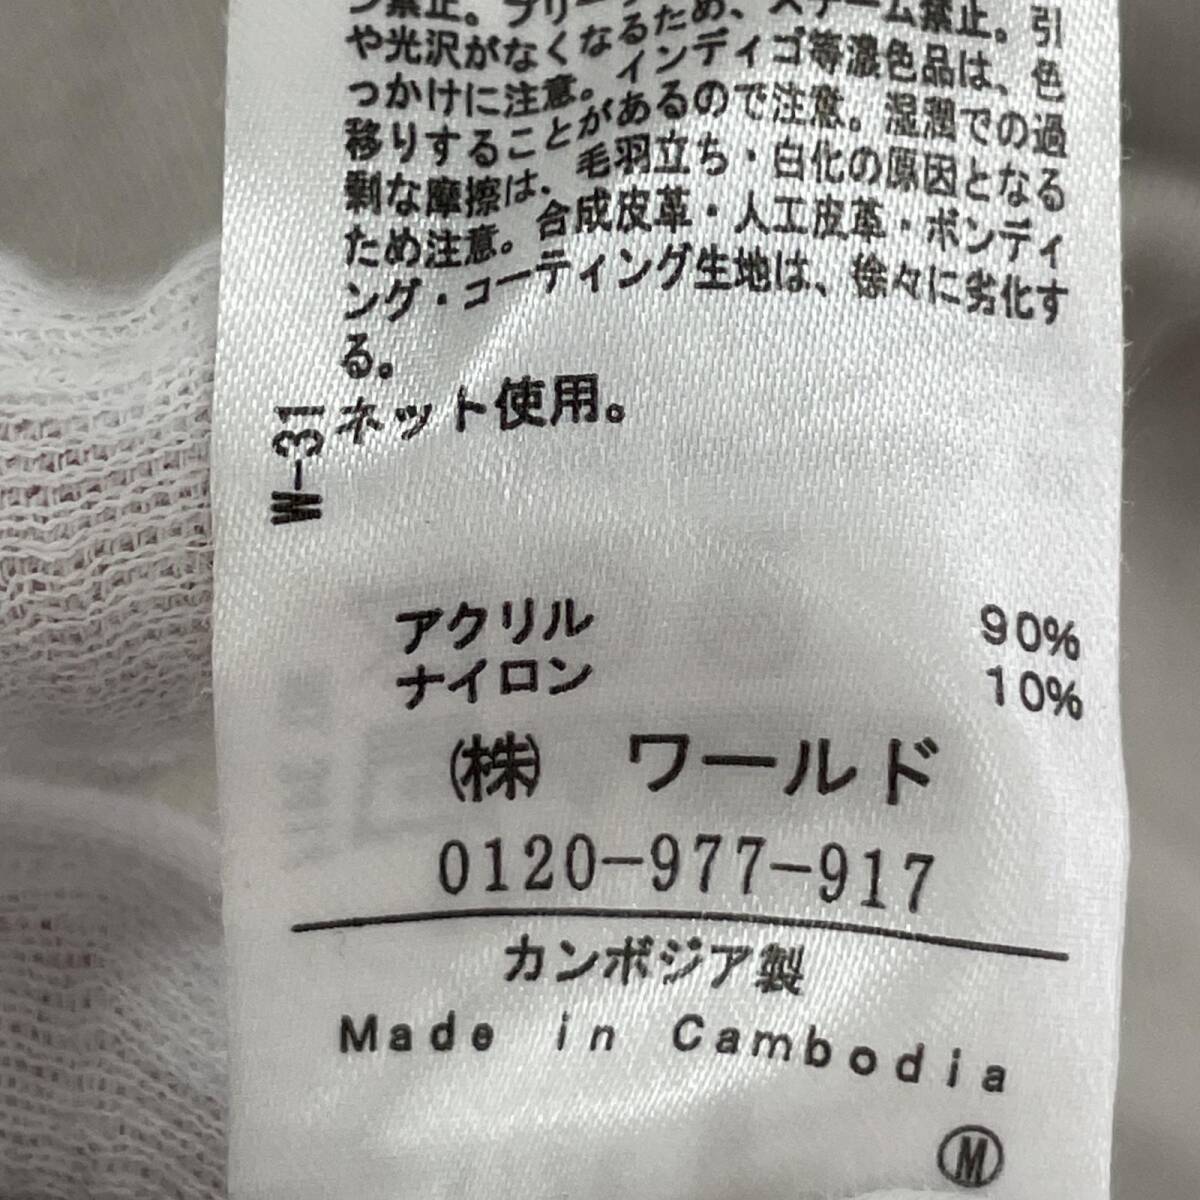 禁止。プリーツ
ため、スチーム禁止。引
や光沢がなくなる
っかけに注意。インディゴ等濃色品は、色
移りすることがあるので注意。湿潤での過
剰な摩擦は、毛羽立ち・白化の原因となる
ため注意。合成皮革・人工皮革・ボンディ
ング・コーティング生地は、徐々に劣化す
る。
W-31
ネット使用。
アクリル 90%
ナイロン 10%
(株) ワールド
0120-977-917
カンボジア製
Made in Cambodia
M